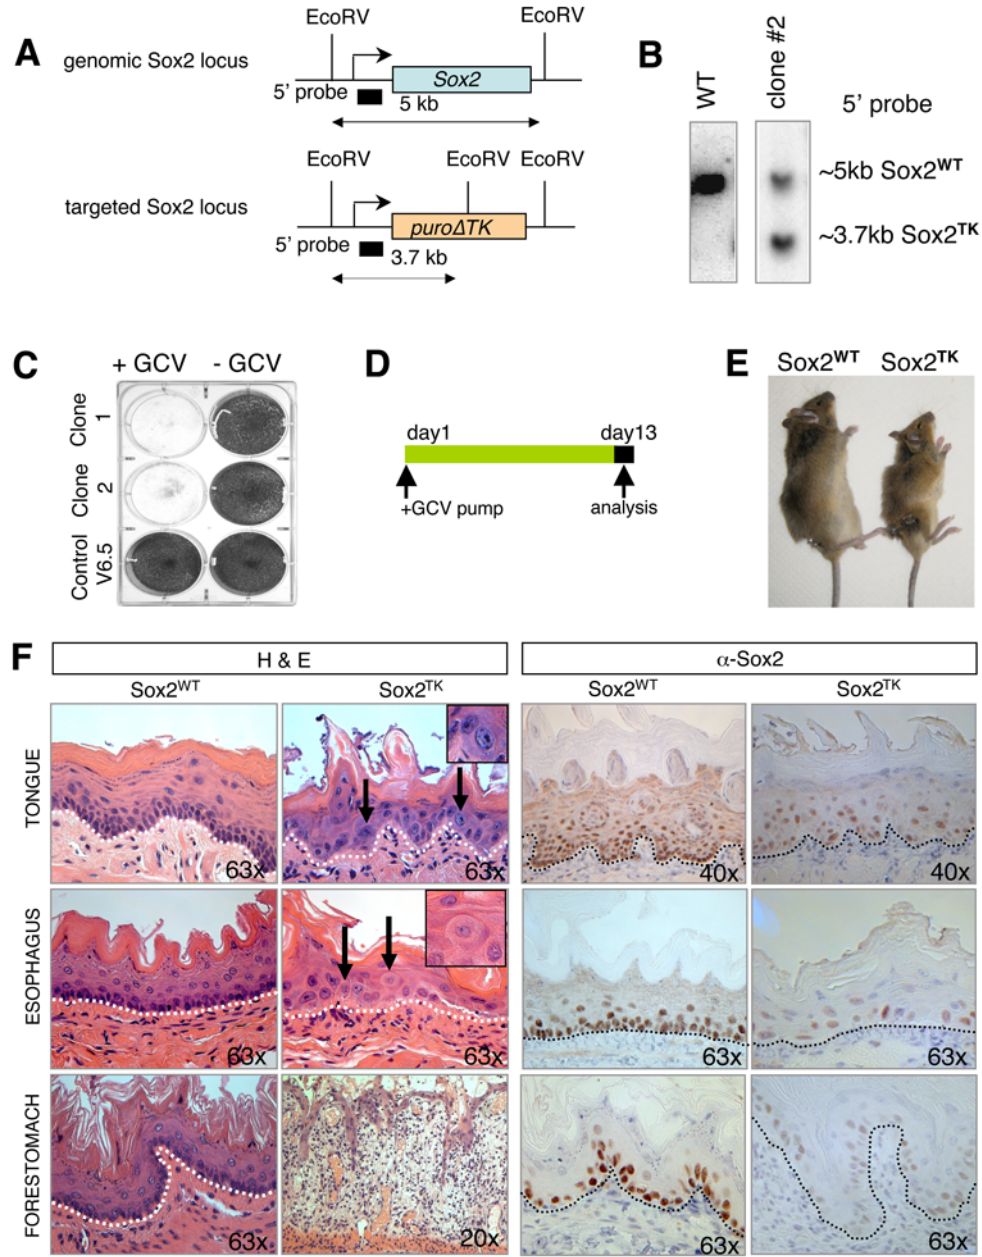 A
EcoRV
EcoRV
genomic Sox2 locus
Sox2
5' probe
5 kb
EcoRV
EcoRV
EcoRV
targeted Sox2 locus
puroΔTK
5' probe
3.7 kb
B
WT
clone #2
5' probe
~5kb Sox2WT
~3.7kb Sox2TK
C
+ GCV
- GCV
Clone
1
Clone
2
Control
V6.5
D
day1
day13
+GCV pump
analysis
E
Sox2WT
Sox2TK
F
H & E
α-Sox2
Sox2WT
Sox2TK
Sox2WT
Sox2TK
TONGUE
63x
63x
40x
40x
ESOPHAGUS
63x
63x
63x
63x
FORESTOMACH
63x
20x
63x
63x